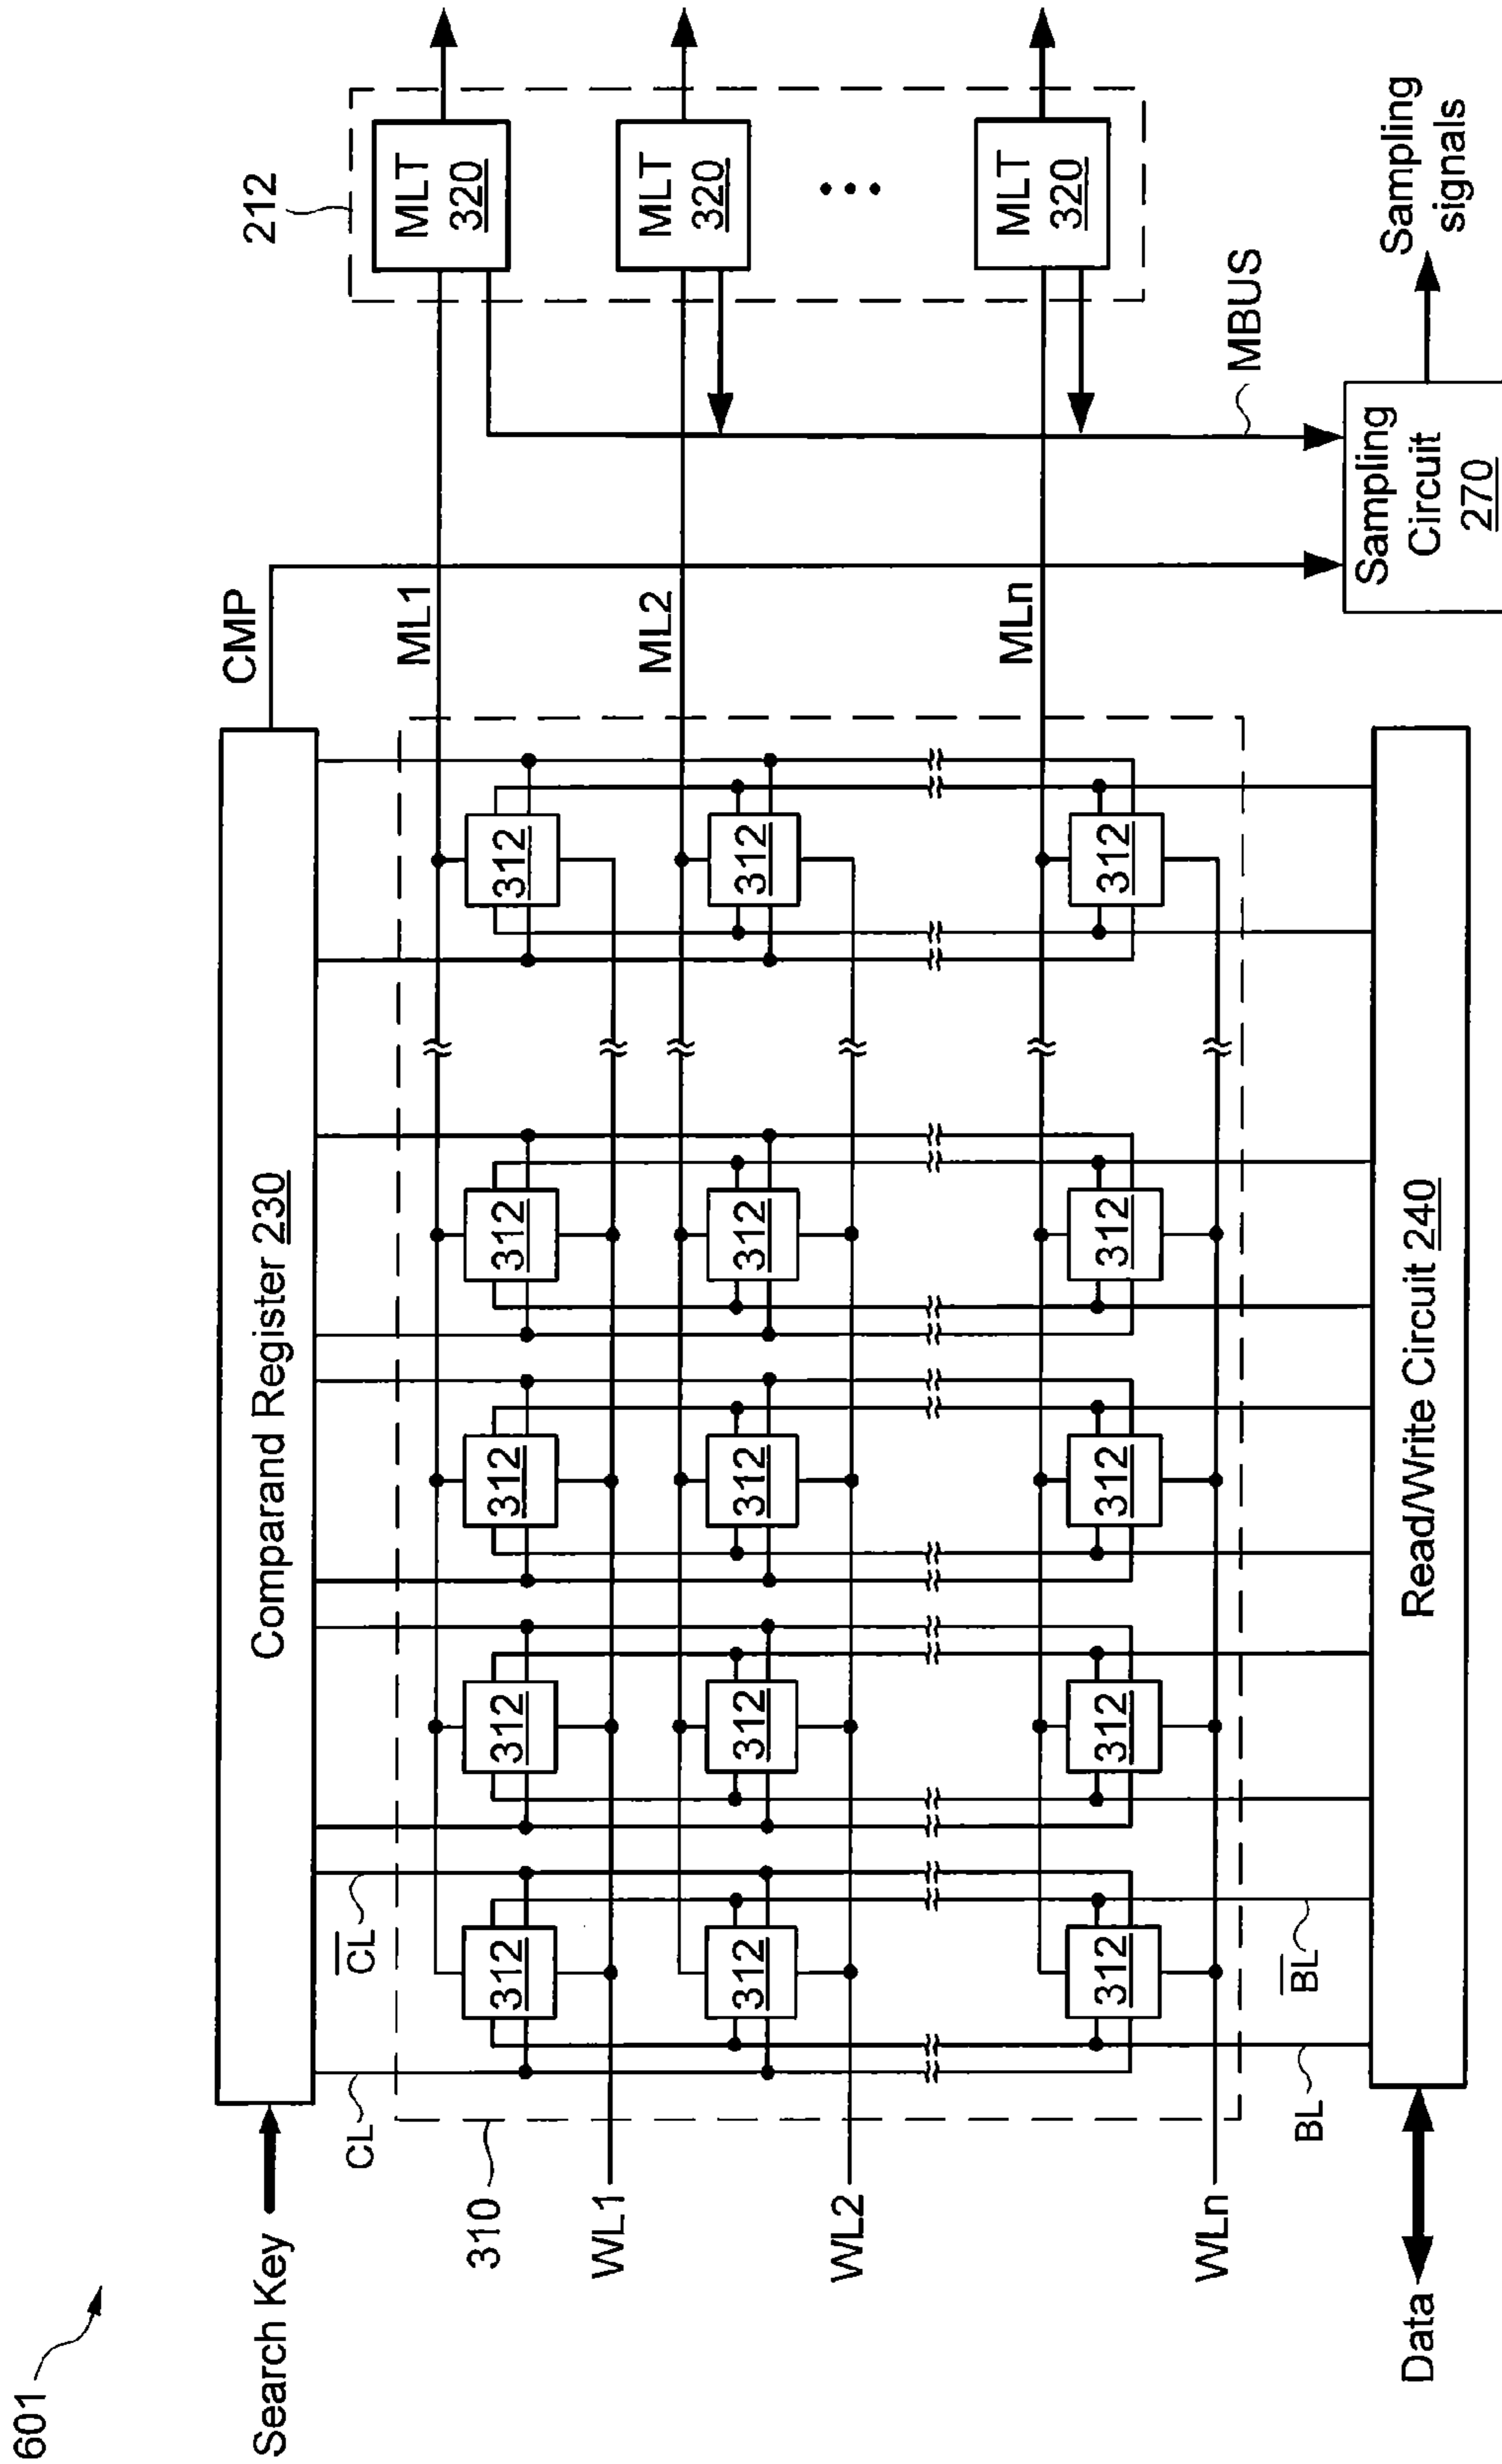 601
Search Key
Comparand Register 230
CMP
212
CL
CL
310
ML1
ML2
MLn
MLT
320
MLT
320
MLT
320
312
312
312
312
312
WL1
312
312
312
312
312
WL2
312
312
312
312
312
WLn
BL
BL
MBUS
Data
Read/Write Circuit 240
Sampling
Circuit
270
Sampling
signals